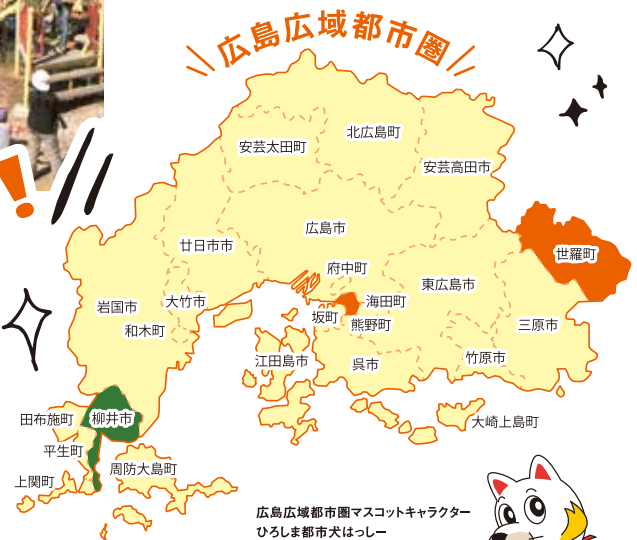 広島広域都市圏
安芸太田町
北広島町
安芸高田市
広島市
世羅町
廿日市市
府中町
東広島市
岩国市
大竹市
海田町
坂町
熊野町
三原市
和木町
江田島市
呉市
竹原市
田布施町
柳井市
大崎上島町
平生町
周防大島町
上関町
広島広域都市圏マスコットキャラクター
ひろしま都市犬はっしー